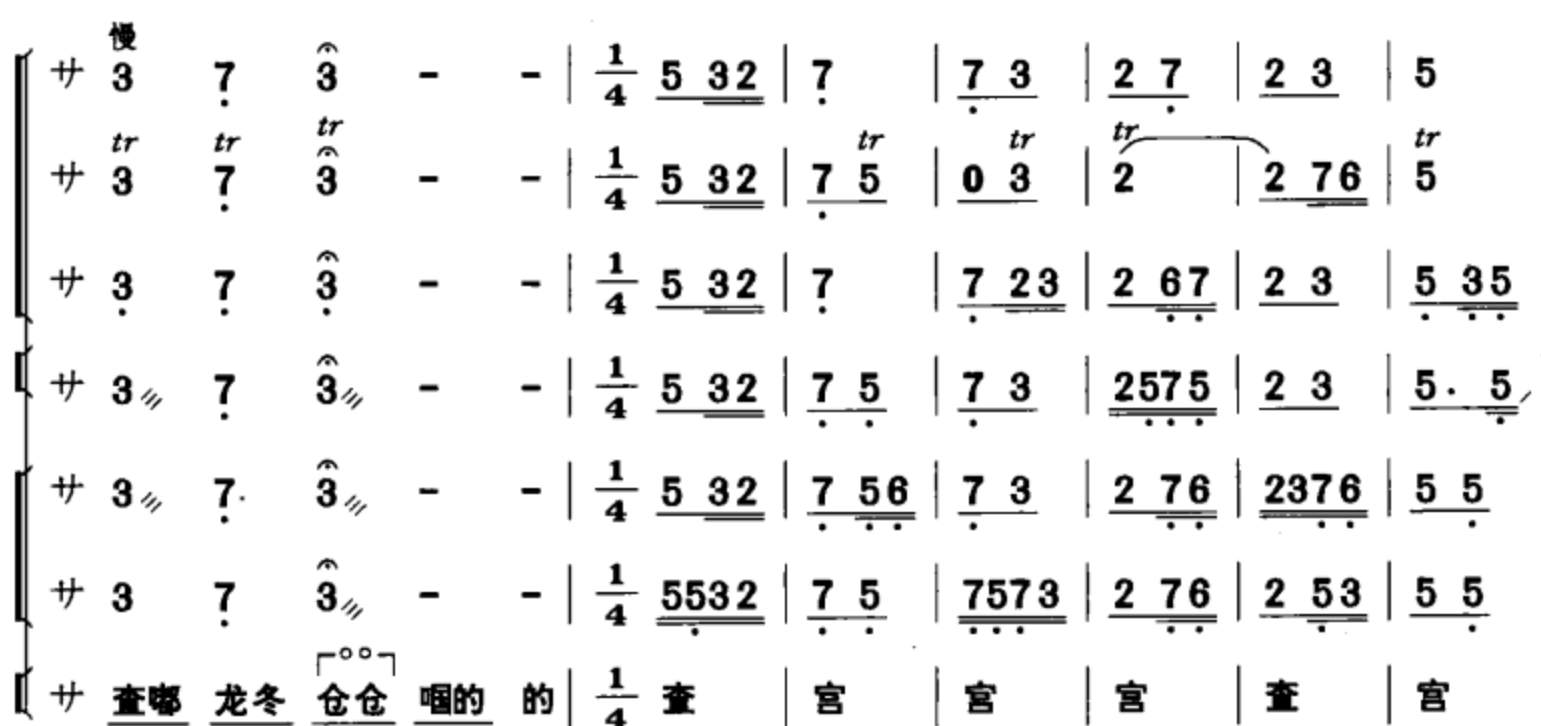 慢
サ 3 7 3 - - | 1/4 5 32 | 7 | 7 3 | 2 7 | 2 3 | 5
tr tr tr tr tr tr tr
サ 3 7 3 - - | 1/4 5 32 | 7 5 | 0 3 | 2 | 2 76 | 5
サ 3 7 3 - - | 1/4 5 32 | 7 | 7 23 | 2 67 | 2 3 | 5 35
サ 3 7 3 - - | 1/4 5 32 | 7 5 | 7 3 | 2575 | 2 3 | 5· 5
サ 3 7· 3 - - | 1/4 5 32 | 7 56 | 7 3 | 2 76 | 2376 | 5 5
サ 3 7 3 - - | 1/4 5532 | 7 5 | 7573 | 2 76 | 2 53 | 5 5
サ 查嘟 龙冬 仓仓 嘓的 的 | 1/4 查 | 宫 | 宫 | 宫 | 查 | 宫